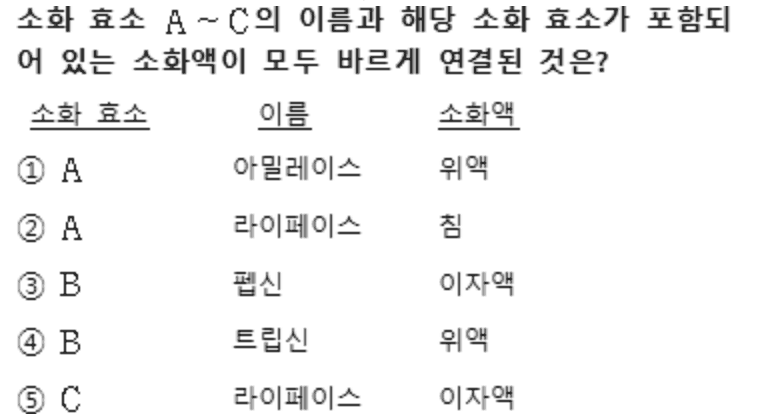 소화 효소 A ~ C의 이름과 해당 소화 효소가 포함되
어 있는 소화액이 모두 바르게 연결된 것은?
소화 효소 이름 소화액
① A 아밀레이스 위액
② A 라이페이스 침
③ B 펩신 이자액
④ B 트립신 위액
⑤ C 라이페이스 이자액